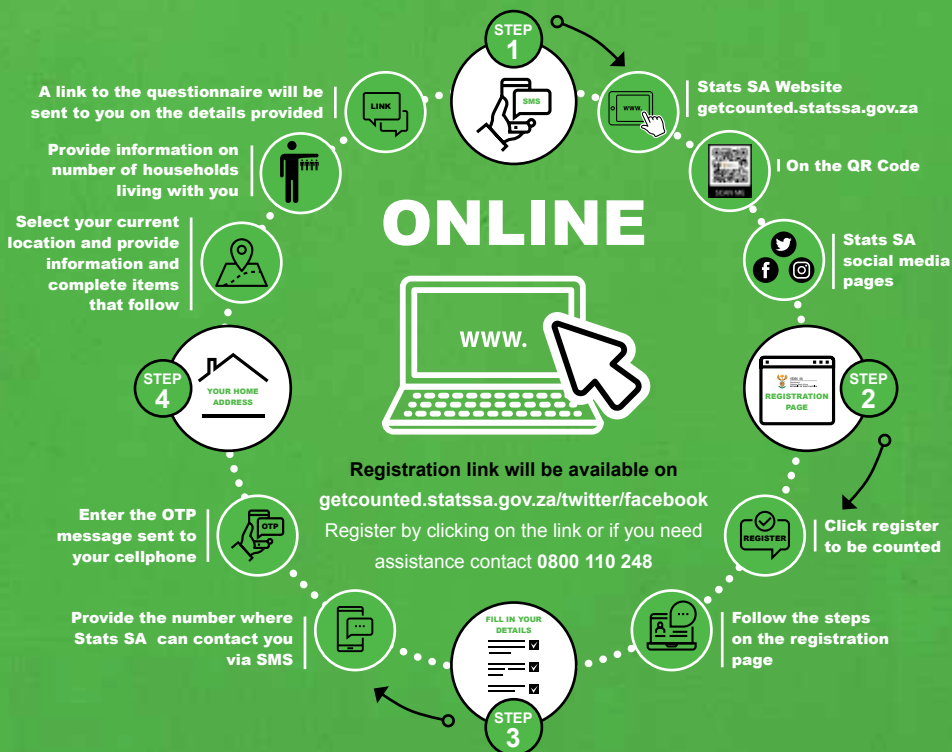 STEP
1
SMS
Stats SA Website
getcounted.statssa.gov.za
www.
On the QR Code
SCAN ME
Stats SA
social media
pages
STEP
2
REGISTRATION
PAGE
Click register
to be counted
REGISTER
Follow the steps
on the registration
page
FILL IN YOUR
DETAILS
STEP
3
Provide the number where
Stats SA can contact you
via SMS
Enter the OTP
message sent to
your cellphone
OTP
STEP
4
YOUR HOME
ADDRESS
Select your current
location and provide
information and
complete items
that follow
Provide information on
number of households
living with you
A link to the questionnaire will be
sent to you on the details provided
LINK
ONLINE
WWW.
Registration link will be available on
getcounted.statssa.gov.za/twitter/facebook
Register by clicking on the link or if you need
assistance contact 0800 110 248